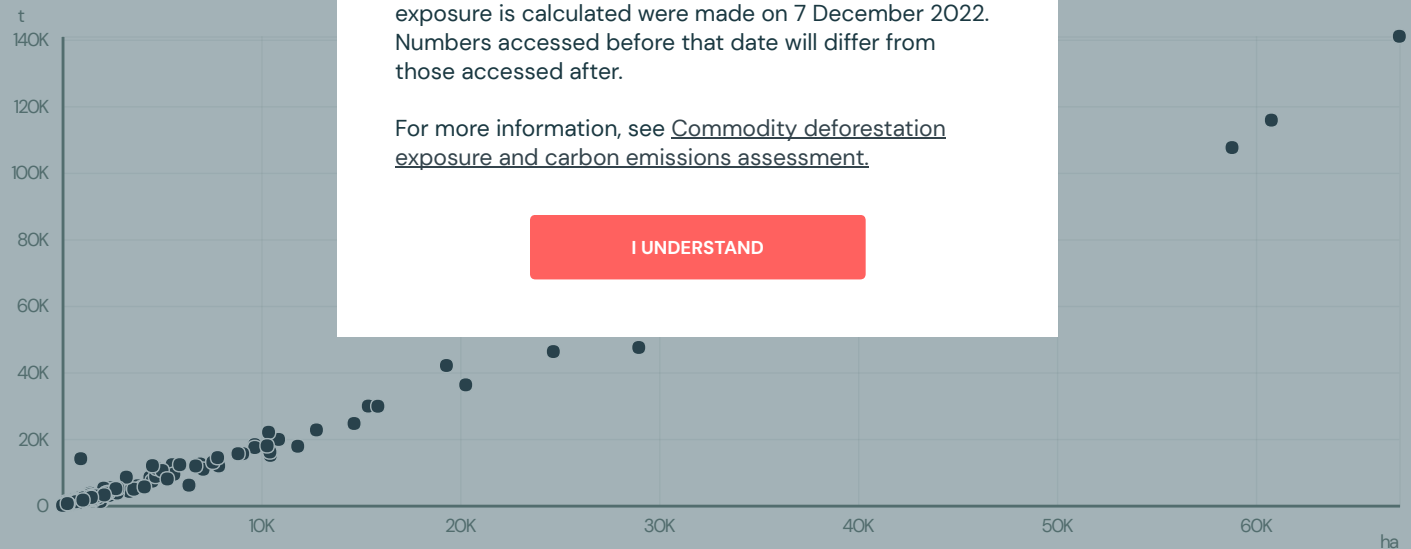 t
140K
120K
100K
80K
60K
40K
20K
0
10K
20K
30K
40K
50K
60K
ha
exposure is calculated were made on 7 December 2022.
Numbers accessed before that date will differ from
those accessed after.
For more information, see Commodity deforestation
exposure and carbon emissions assessment.
I UNDERSTAND